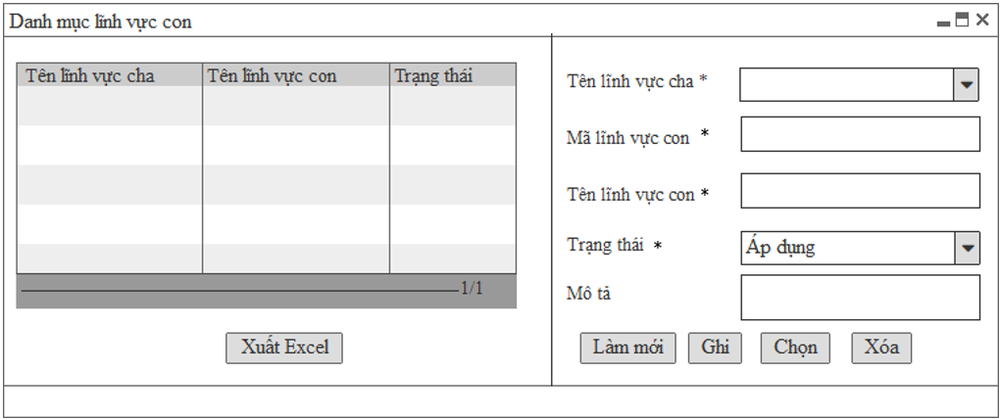 Danh mục lĩnh vực con
Tên lĩnh vực cha Tên lĩnh vực con Trạng thái
1/1
Xuất Excel
Tên lĩnh vực cha *
Mã lĩnh vực con *
Tên lĩnh vực con *
Trạng thái * Áp dụng
Mô tả
Làm mới Ghi Chọn Xóa